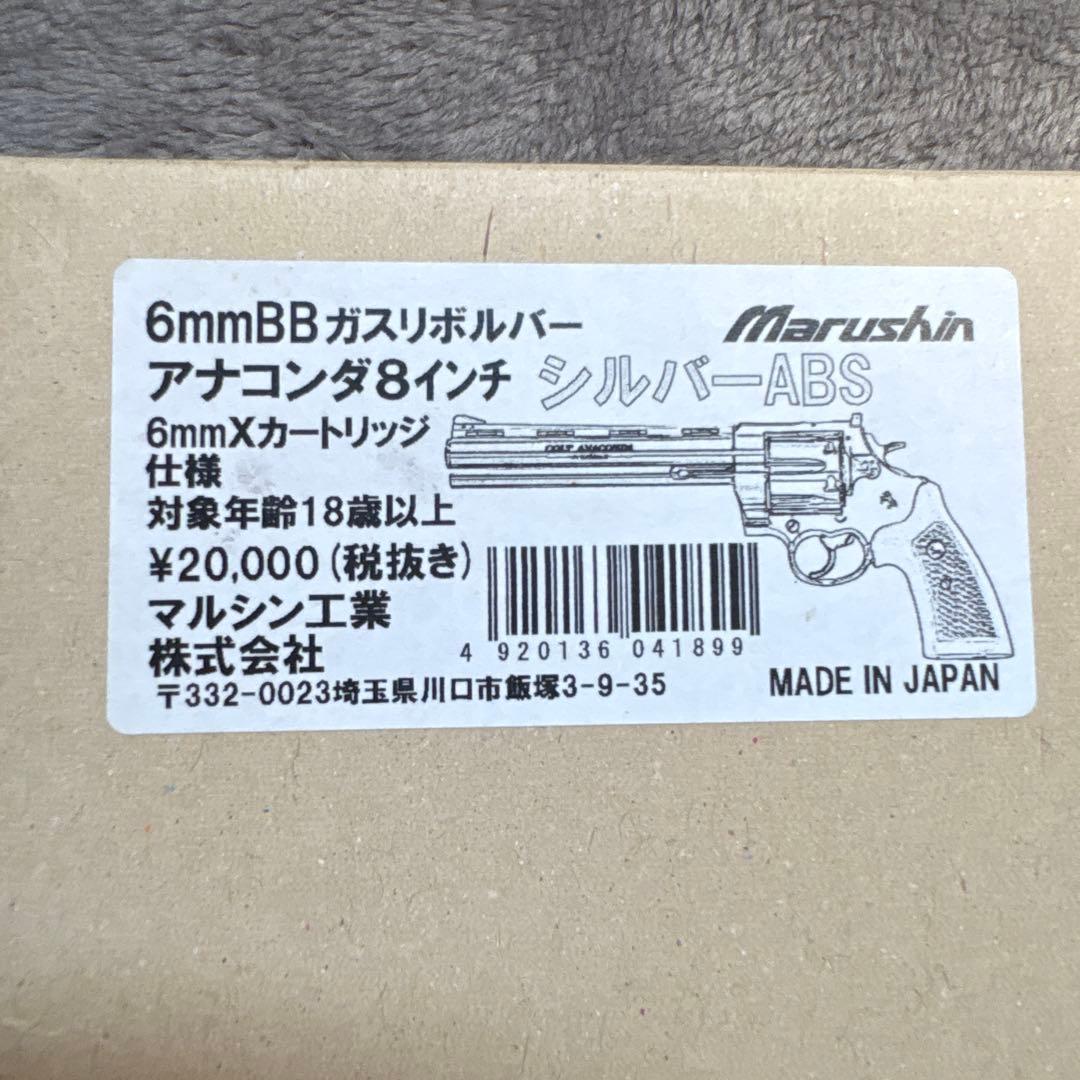 6mmBBガスリボルバー
Marushin
アナコンダ8インチ シルバーABS
6mmXカートリッジ
仕様
COLT ANACONDA
対象年齢18歳以上
¥20,000(税抜き)
マルシン工業
株式会社
4 920136 041899
〒332-0023埼玉県川口市飯塚3-9-35
MADE IN JAPAN